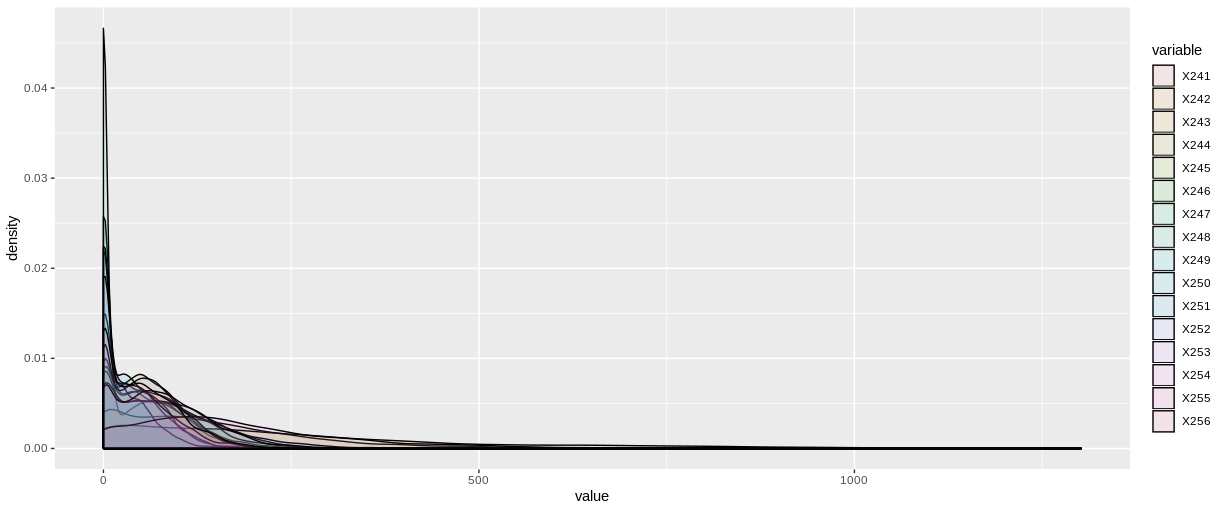 density
0.04
0.03
0.02
0.01
0.00
0
500
1000
value
variable
X241
X242
X243
X244
X245
X246
X247
X248
X249
X250
X251
X252
X253
X254
X255
X256